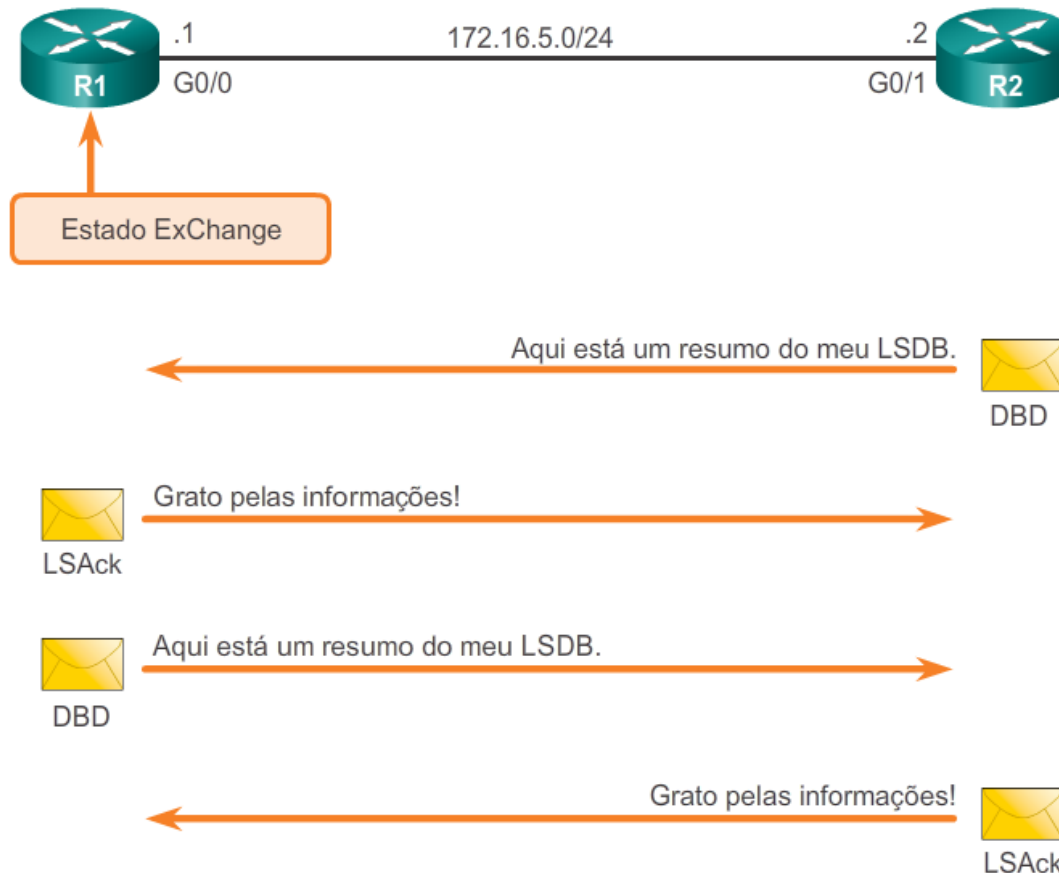 .1 172.16.5.0/24 .2
R1 G0/0 G0/1 R2
Estado ExChange
Aqui está um resumo do meu LSDB.
DBD
Grato pelas informações!
LSAck
Aqui está um resumo do meu LSDB.
DBD
Grato pelas informações!
LSAck